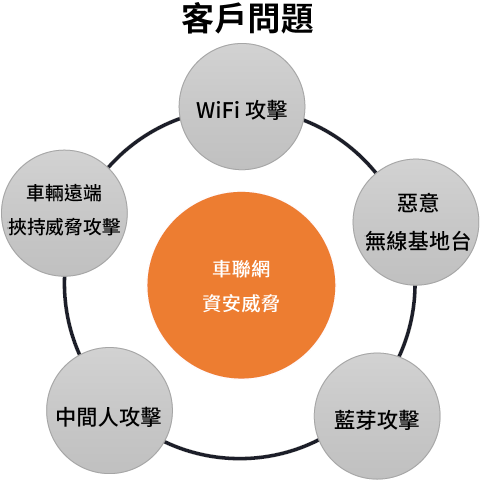 客戶問題
WiFi 攻擊
惡意
無線基地台
藍芽攻擊
中間人攻擊
車輛遠端
挾持威脅攻擊
車聯網
資安威脅